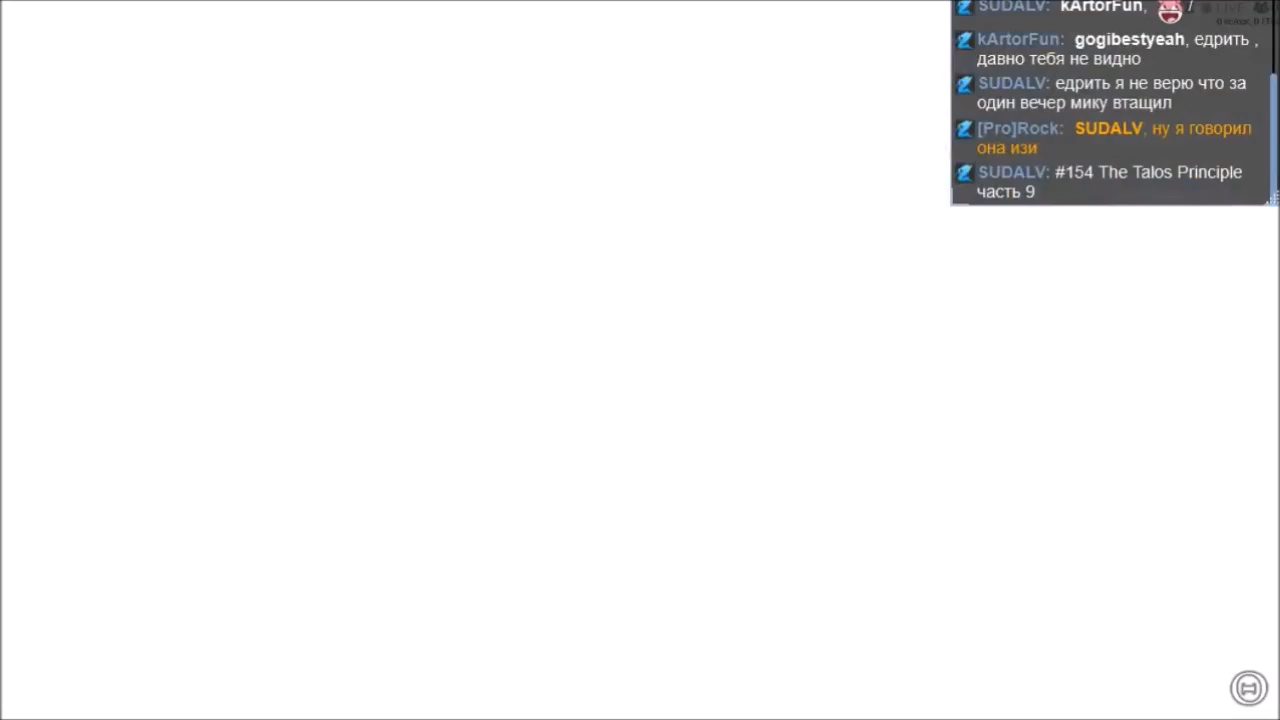 SUDALV: kArtorFun, /
kArtorFun: gogibestyeah, едрить ,
давно тебя не видно
SUDALV: едрить я не верю что за
один вечер мику втащил
[Pro]Rock: SUDALV, ну я говорил
она изи
SUDALV: #154 The Talos Principle
часть 9